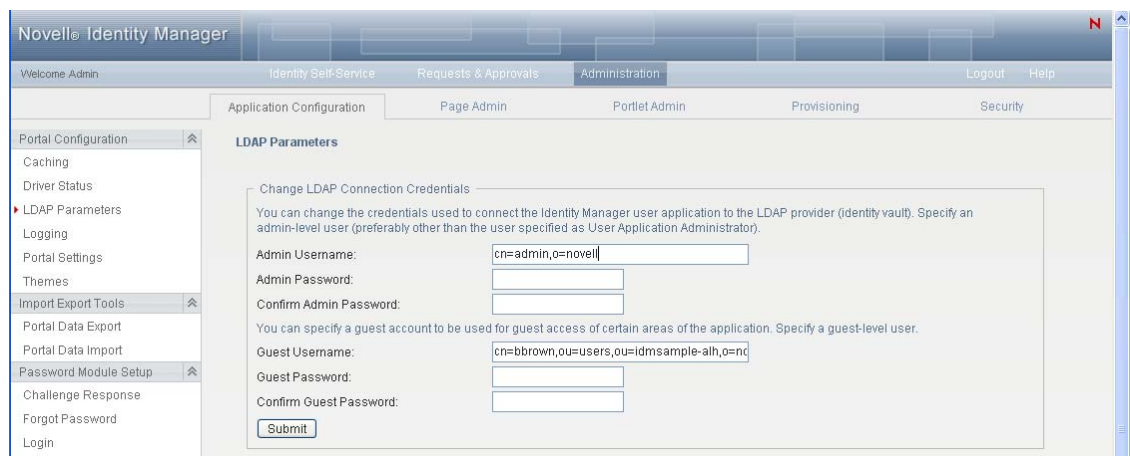 Novell® Identity Manager
N
Welcome Admin
Identity Self-Service
Requests & Approvals
Administration
Logout
Help
Application Configuration
Page Admin
Portlet Admin
Provisioning
Security
Portal Configuration
Caching
Driver Status
LDAP Parameters
Logging
Portal Settings
Themes
Import Export Tools
Portal Data Export
Portal Data Import
Password Module Setup
Challenge Response
Forgot Password
Login
LDAP Parameters
Change LDAP Connection Credentials
You can change the credentials used to connect the Identity Manager user application to the LDAP provider (identity vault). Specify an
admin-level user (preferably other than the user specified as User Application Administrator).
Admin Username: cn=admin,o=novell
Admin Password:
Confirm Admin Password:
You can specify a guest account to be used for guest access of certain areas of the application. Specify a guest-level user.
Guest Username: cn=bbrown,ou=users,ou=idmsample-alh,o=nc
Guest Password:
Confirm Guest Password:
Submit